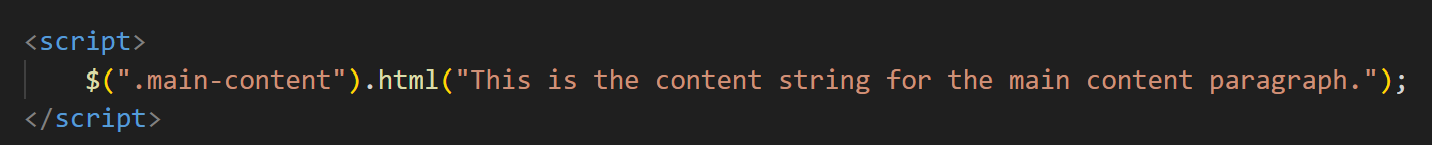 <script>
$(".main-content").html("This is the content string for the main content paragraph.");
</script>